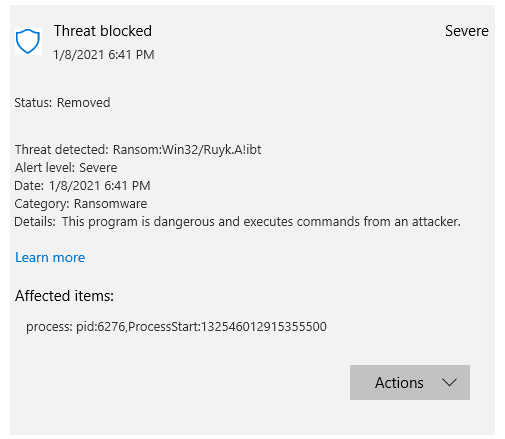 Threat blocked
Severe
1/8/2021 6:41 PM
Status: Removed
Threat detected: Ransom:Win32/Ruyk.A!ibt
Alert level: Severe
Date: 1/8/2021 6:41 PM
Category: Ransomware
Details: This program is dangerous and executes commands from an attacker.
Learn more
Affected items:
process: pid:6276,ProcessStart:132546012915355500
Actions